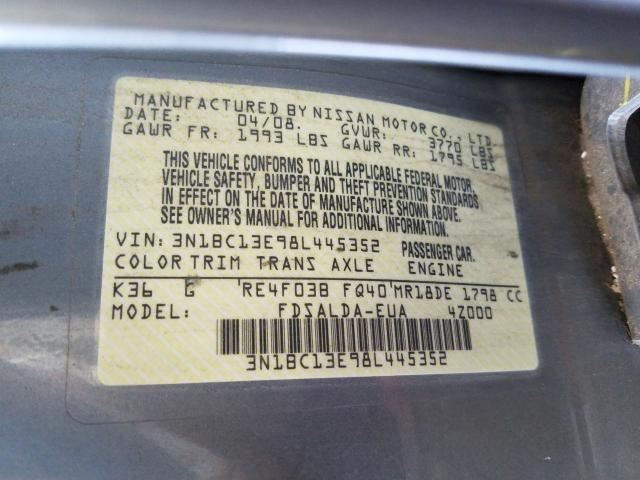 MANUFACTURED BY NISSAN MOTOR CO., LTD.
DATE: 04/08. GVWR: 3770 LBS
GAWR FR: 1993 LBS GAWR RR: 1795 LBS
THIS VEHICLE CONFORMS TO ALL APPLICABLE FEDERAL MOTOR
VEHICLE SAFETY, BUMPER AND THEFT PREVENTION STANDARDS
IN EFFECT ON THE DATE OF MANUFACTURE SHOWN ABOVE.
SEE OWNER'S MANUAL FOR ADDITIONAL INFORMATION.
VIN: 3N1BC13E98L445352 PASSENGER CAR.
COLOR TRIM TRANS AXLE ENGINE
K36 G RE4F03B FQ40 MR18DE 1798 CC
MODEL: FDSALDA-EUA 4Z000
3N1BC13E98L445352